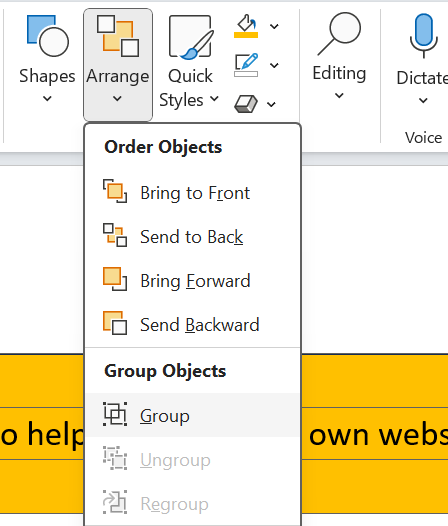 Shapes
Arrange
Quick
Styles
Editing
Dictate
Voice
Order Objects
Bring to Front
Send to Back
Bring Forward
Send Backward
Group Objects
Group
Ungroup
Regroup
o help own webs